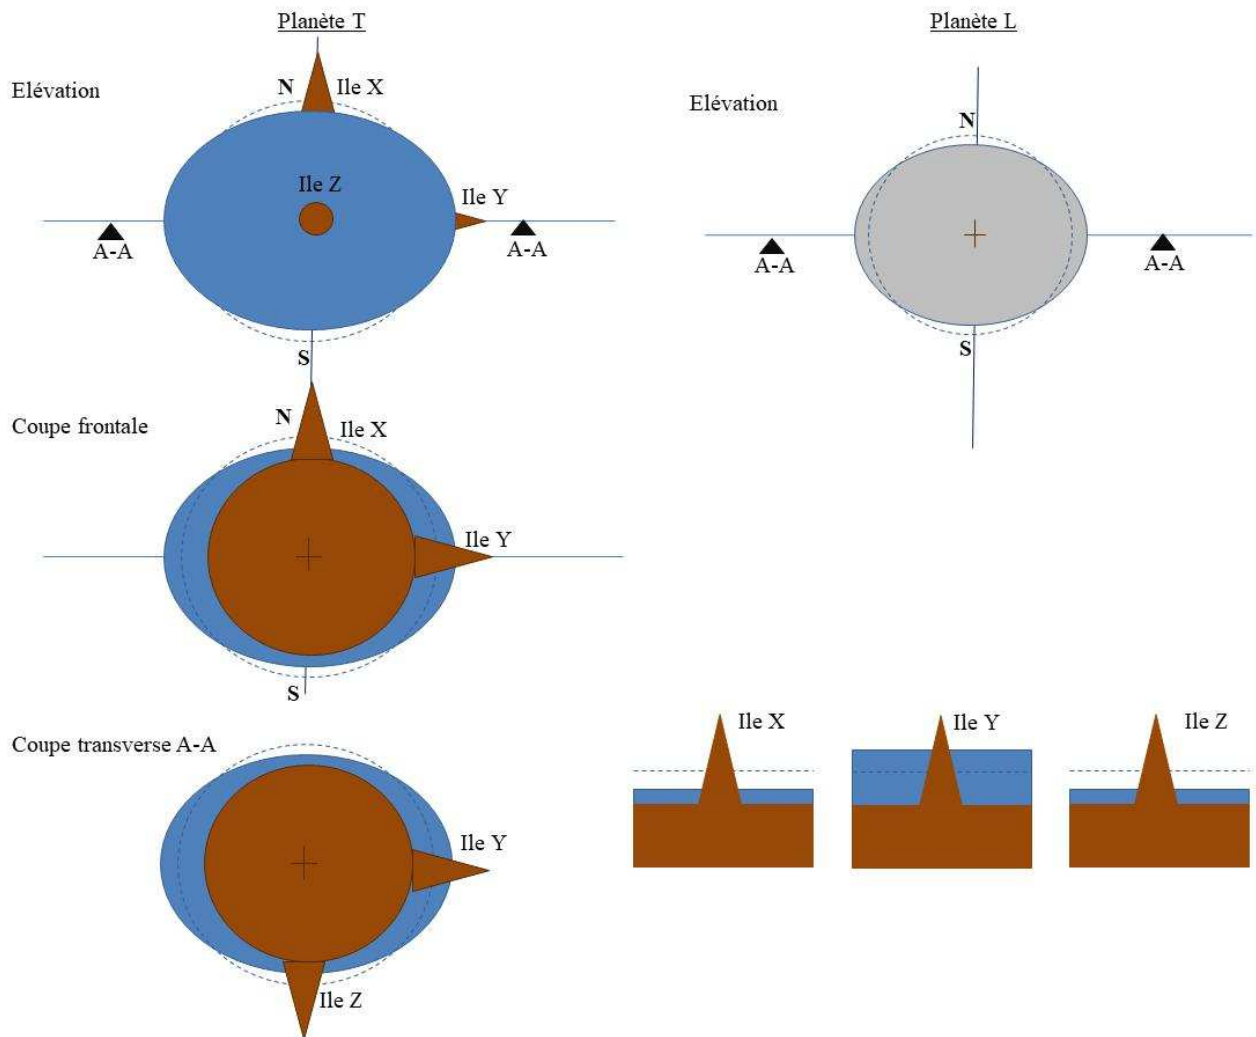 Planète T
Planète L
Elévation
N
Ile X
Ile Z
Ile Y
A-A
A-A
S
Elévation
N
A-A
A-A
S
Coupe frontale
N
Ile X
Ile Y
S
Coupe transverse A-A
Ile Y
Ile Z
Ile X
Ile Y
Ile Z